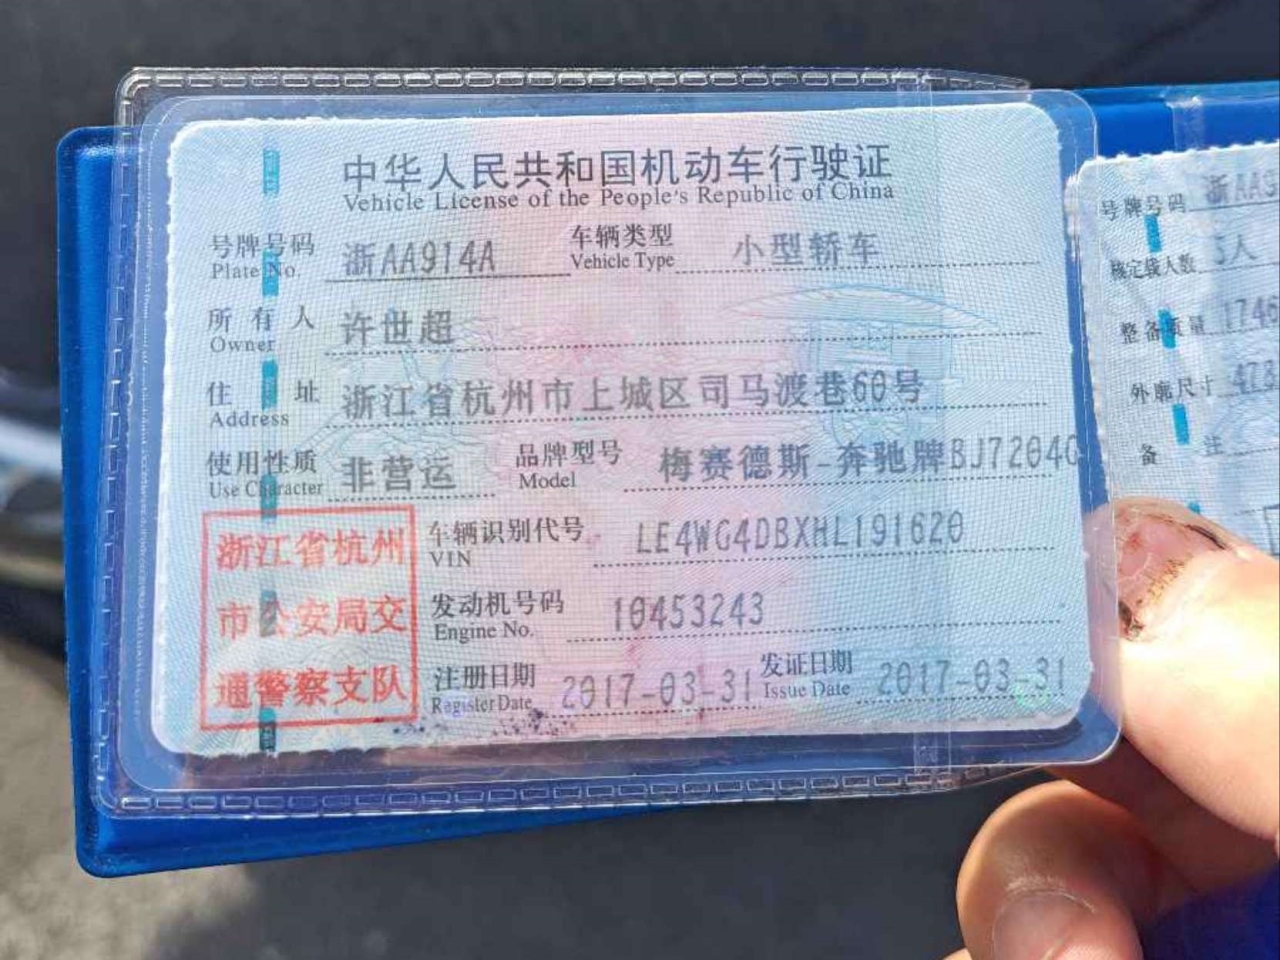 中华人民共和国机动车行驶证
Vehicle License of the People's Republic of China
号牌号码 浙AA914A 车辆类型 小型轿车
Plate No. Vehicle Type
所有人 许世超
Owner
住址 浙江省杭州市上城区司马渡巷60号
Address
使用性质 非营运 品牌型号 梅赛德斯-奔驰牌BJ7204G
Use Character Model
浙江省杭州
市公安局交
通警察支队
车辆识别代号 LE4WG4DBXHL191620
VIN
发动机号码 10453243
Engine No.
注册日期 2017-03-31 发证日期 2017-03-31
Register Date Issue Date
号牌号码 浙AA9
核定载人数 5人
整备质量 1746
外廓尺寸 473
备注